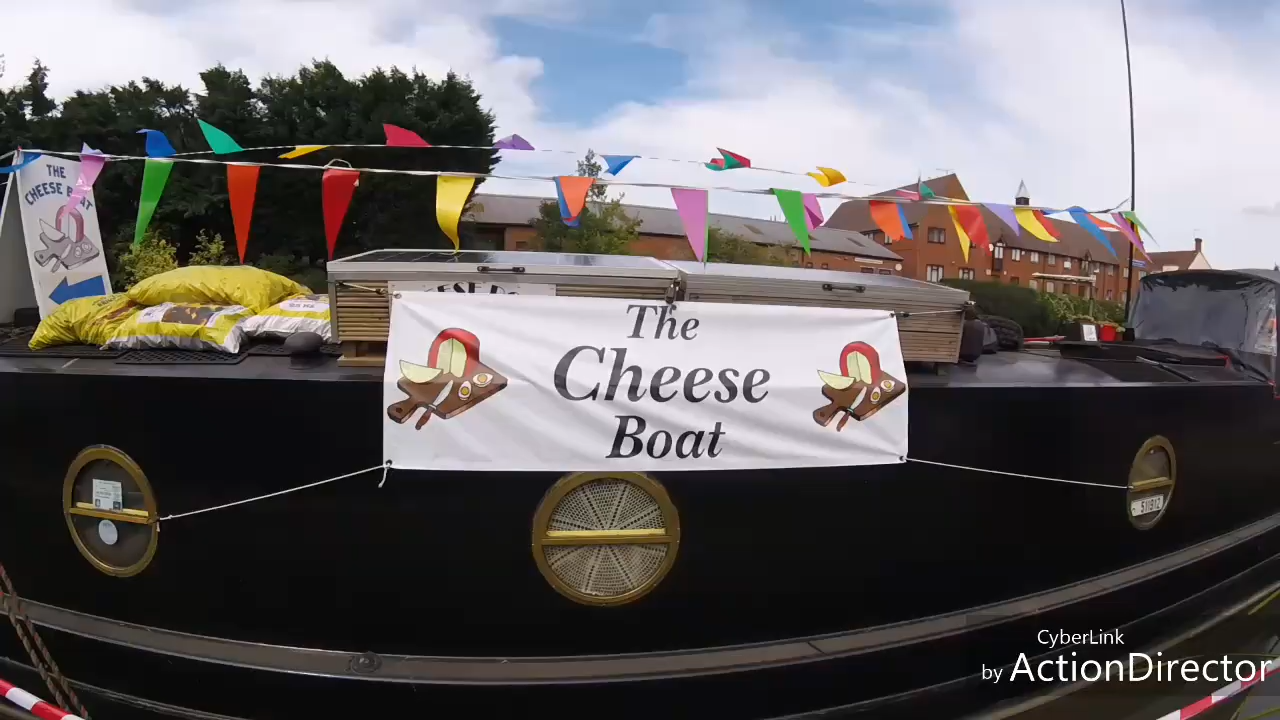 THE
CHEESE BOAT
The
Cheese
Boat
CyberLink
by ActionDirector